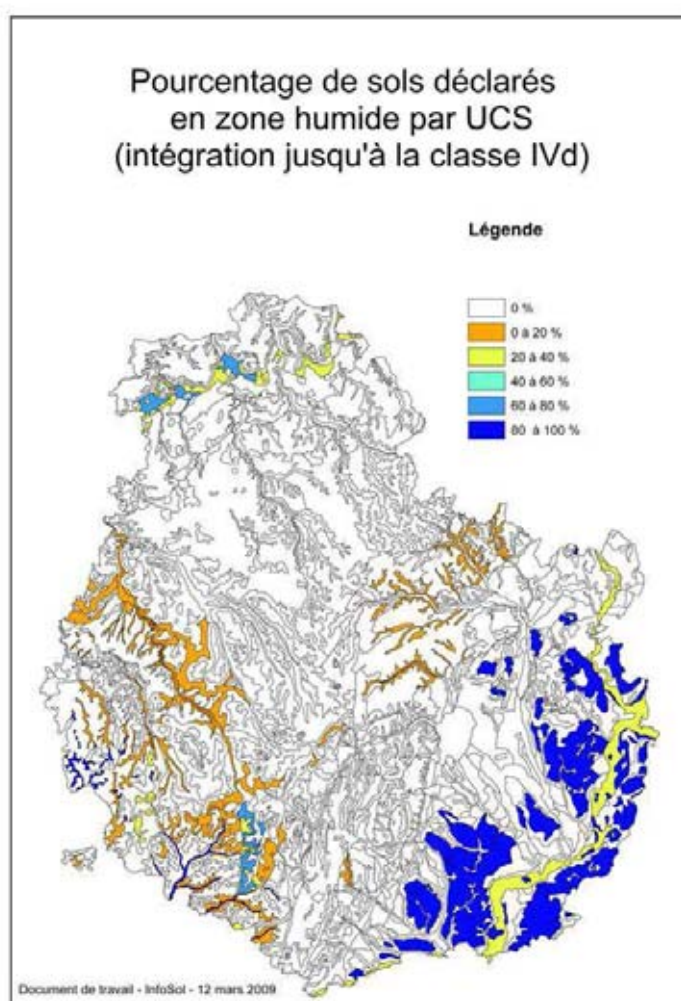 Pourcentage de sols déclarés
en zone humide par UCS
(intégration jusqu'à la classe IVd)
Légende
0 %
0 à 20 %
20 à 40 %
40 à 60 %
60 à 80 %
80 à 100 %
Document de travail - InfoSol - 12 mars 2009